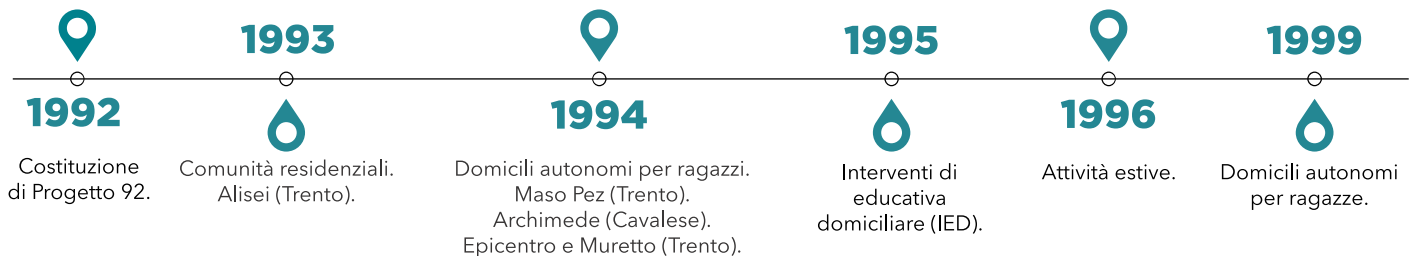 1992
Costituzione
di Progetto 92.
1993
Comunità residenziali.
Alisei (Trento).
1994
Domicili autonomi per ragazzi.
Maso Pez (Trento).
Archimede (Cavalese).
Epicentro e Muretto (Trento).
1995
Interventi di
educativa
domiciliare (IED).
1996
Attività estive.
1999
Domicili autonomi
per ragazze.